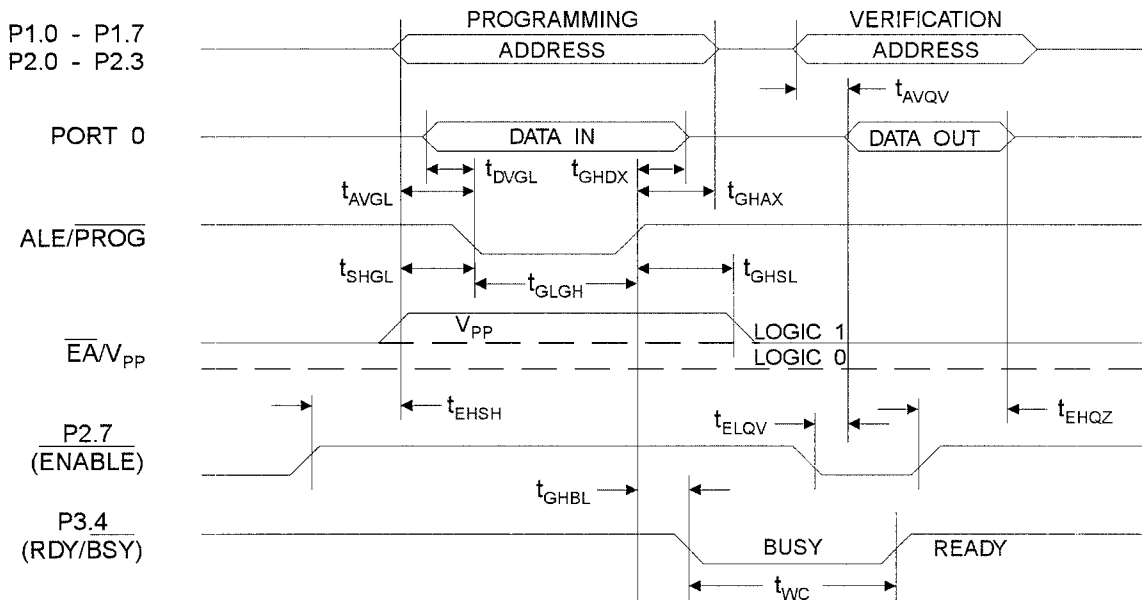 PROGRAMMING
VERIFICATION
P1.0 - P1.7
P2.0 - P2.3
ADDRESS
ADDRESS
tAVQV
PORT 0
DATA IN
DATA OUT
tDVGL
tGHDX
tAVGL
tGHAX
ALE/PROG
tSHGL
tGLGH
tGHSL
VPP
LOGIC 1
EA/VPP
LOGIC 0
tEHSH
tELQV
tEHQZ
P2.7
(ENABLE)
tGHBL
P3.4
(RDY/BSY)
BUSY
READY
tWC